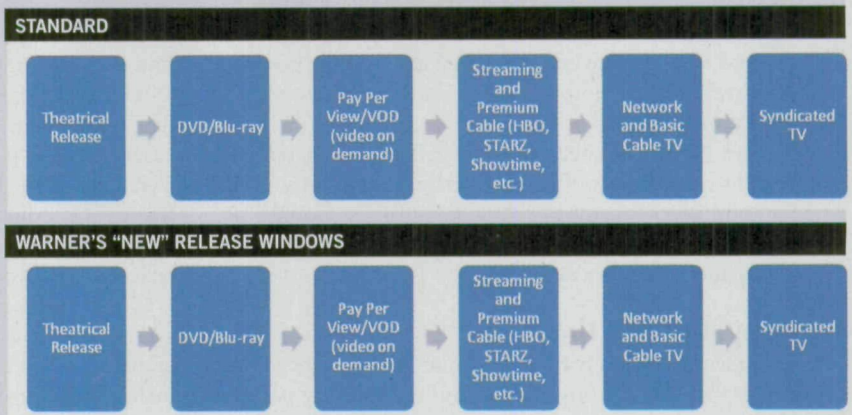 STANDARD
Theatrical
Release
DVD/Blu-ray
Pay Per
View/VOD
(video on
demand)
Streaming
and
Premium
Cable (HBO,
STARZ,
Showtime,
etc.)
Network
and Basic
Cable TV
Syndicated
TV
WARNER'S "NEW" RELEASE WINDOWS
Theatrical
Release
DVD/Blu-ray
Pay Per
View/VOD
(video on
demand)
Streaming
and
Premium
Cable (HBO,
STARZ,
Showtime,
etc.)
Network
and Basic
Cable TV
Syndicated
TV